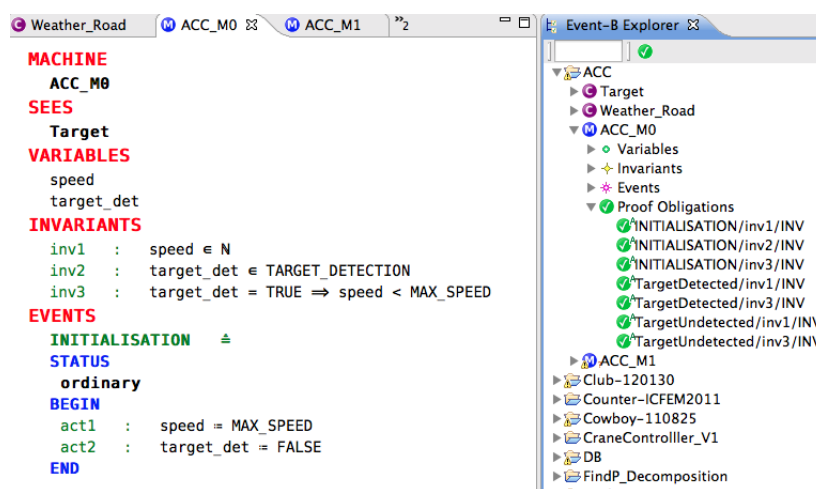 Weather_Road ACC_M0 ACC_M1 »2
MACHINE
ACC_M0
SEES
Target
VARIABLES
speed
target_det
INVARIANTS
inv1 : speed ∈ ℕ
inv2 : target_det ∈ TARGET_DETECTION
inv3 : target_det = TRUE ⇒ speed < MAX_SPEED
EVENTS
INITIALISATION ≙
STATUS
ordinary
BEGIN
act1 : speed ≔ MAX_SPEED
act2 : target_det ≔ FALSE
END
Event-B Explorer
ACC
Target
Weather_Road
ACC_M0
Variables
Invariants
Events
Proof Obligations
INITIALISATION/inv1/INV
INITIALISATION/inv2/INV
INITIALISATION/inv3/INV
TargetDetected/inv1/INV
TargetDetected/inv3/INV
TargetUndetected/inv1/INV
TargetUndetected/inv3/INV
ACC_M1
Club-120130
Counter-ICFEM2011
Cowboy-110825
CraneControlller_V1
DB
FindP_Decomposition